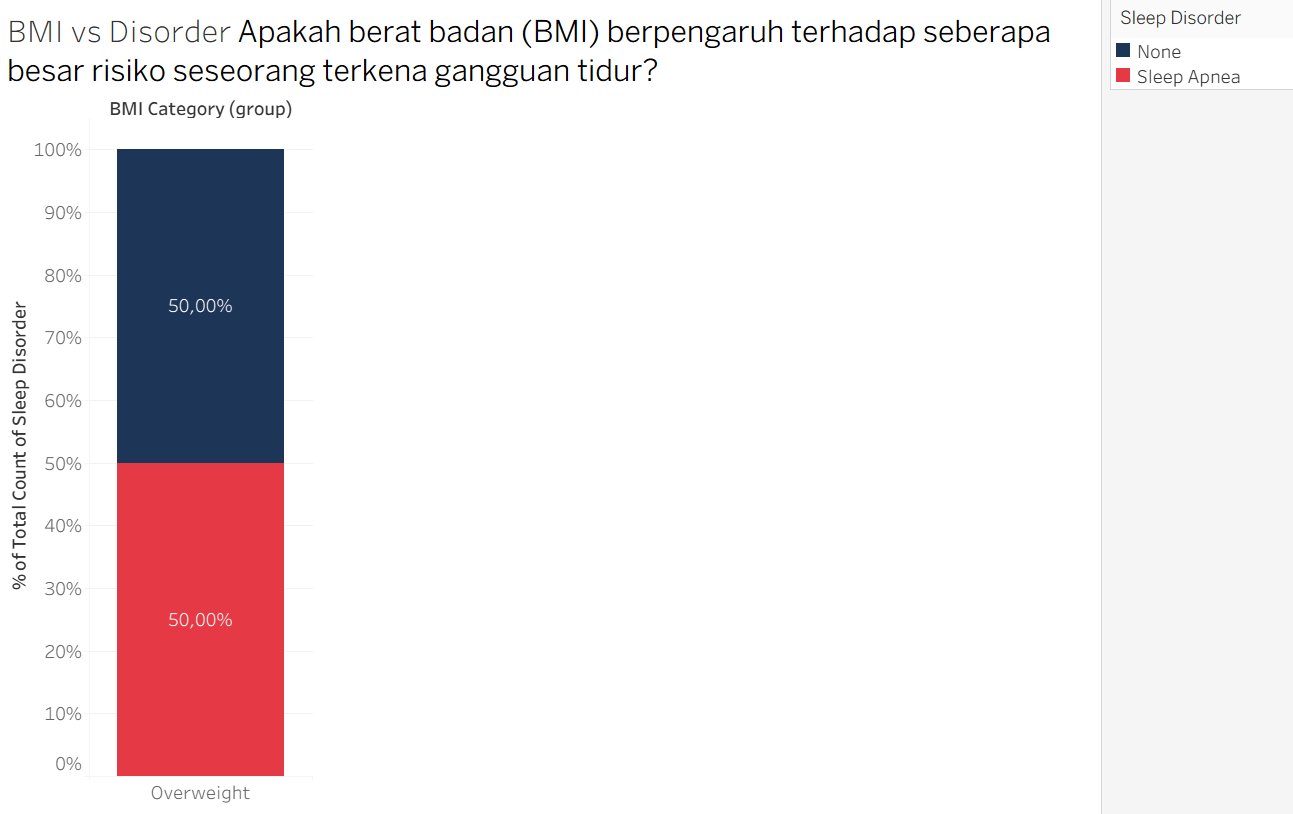 BMI vs Disorder Apakah berat badan (BMI) berpengaruh terhadap seberapa
besar risiko seseorang terkena gangguan tidur?
BMI Category (group)
100%
90%
80%
70%
60%
50%
40%
30%
20%
10%
0%
% of Total Count of Sleep Disorder
50,00%
50,00%
Overweight
Sleep Disorder
None
Sleep Apnea